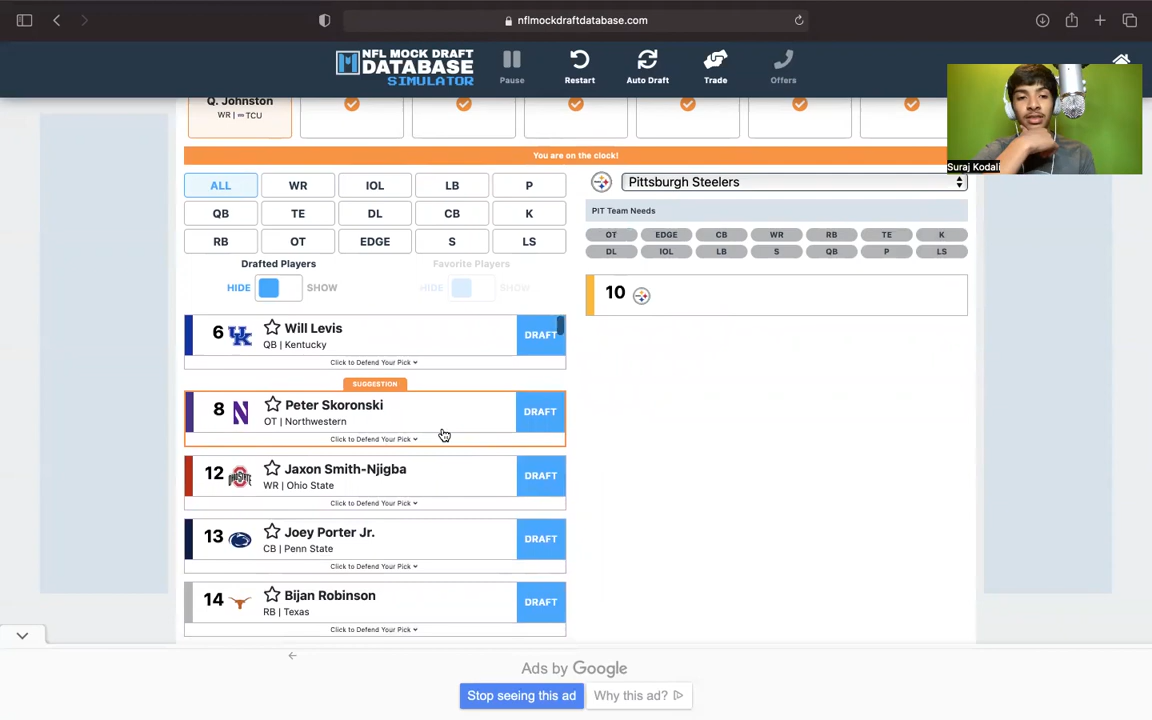 nflmockdraftdatabase.com
NFL MOCK DRAFT
DATABASE
SIMULATOR
Pause
Restart
Auto Draft
Trade
Offers
Q. Johnston
WR | TCU
Suraj Kodali
You are on the clock!
ALL
WR
IOL
LB
P
QB
TE
DL
CB
K
RB
OT
EDGE
S
LS
Drafted Players
HIDE
SHOW
Favorite Players
HIDE
SHOW
6
UK
Will Levis
QB | Kentucky
DRAFT
Click to Defend Your Pick
SUGGESTION
8
N
Peter Skoronski
OT | Northwestern
DRAFT
Click to Defend Your Pick
12
OHIO STATE
Jaxon Smith-Njigba
WR | Ohio State
DRAFT
Click to Defend Your Pick
13
Joey Porter Jr.
CB | Penn State
DRAFT
Click to Defend Your Pick
14
Bijan Robinson
RB | Texas
DRAFT
Click to Defend Your Pick
Pittsburgh Steelers
PIT Team Needs
OT
EDGE
CB
WR
RB
TE
K
DL
IOL
LB
S
QB
P
LS
10
Ads by Google
Stop seeing this ad
Why this ad?